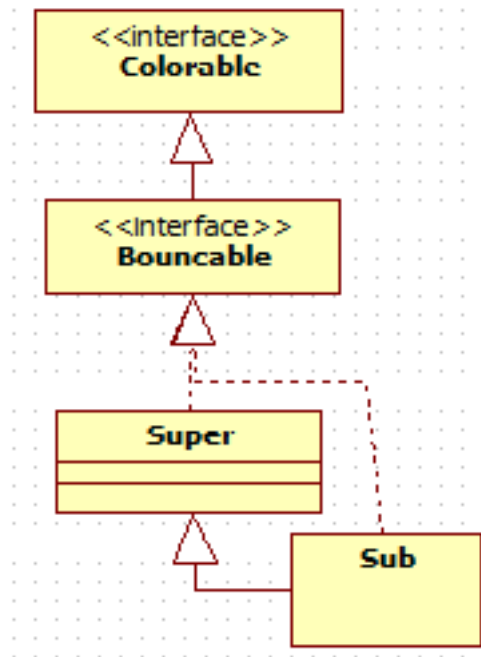 <<interface>>
Colorable
<<interface>>
Bouncable
Super
Sub